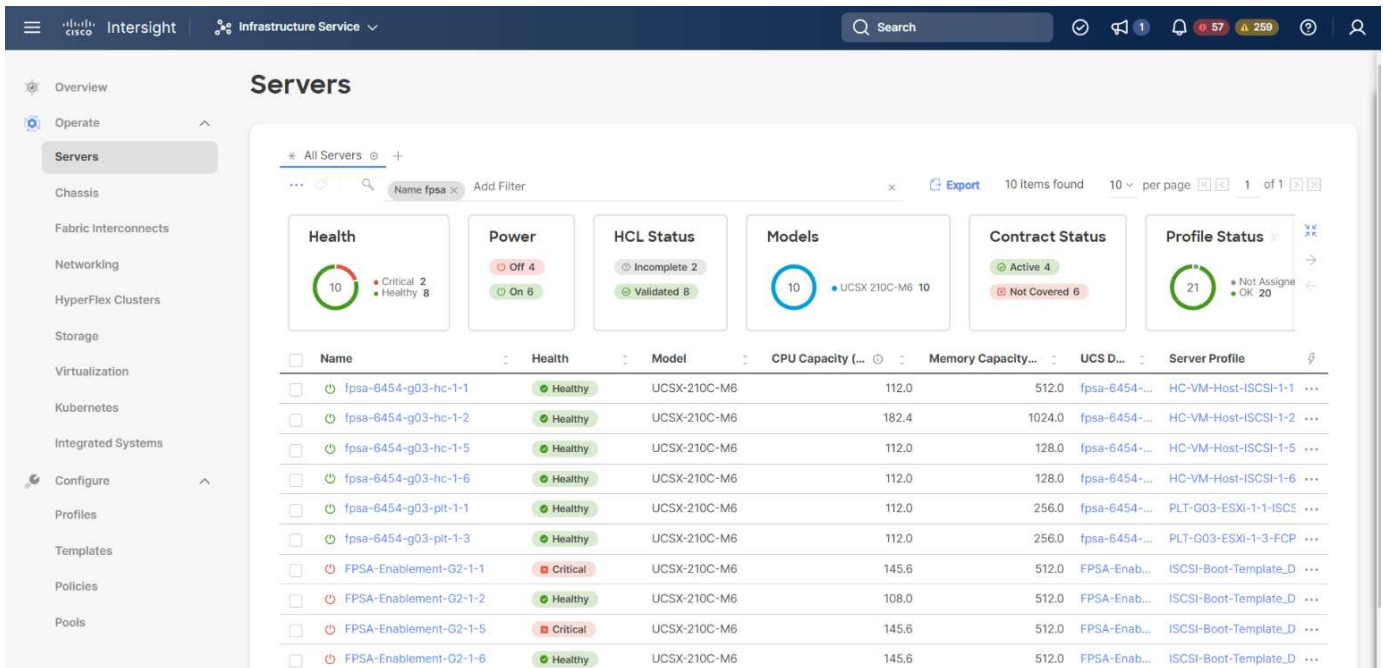 cisco Intersight Infrastructure Service Search 1 57 259
Overview
Operate
Servers
Chassis
Fabric Interconnects
Networking
HyperFlex Clusters
Storage
Virtualization
Kubernetes
Integrated Systems
Configure
Profiles
Templates
Policies
Pools
Servers
All Servers
Name fpsa Add Filter Export 10 items found 10 per page 1 of 1
Health
10
Critical 2
Healthy 8
Power
Off 4
On 6
HCL Status
Incomplete 2
Validated 8
Models
10
UCSX 210C-M6 10
Contract Status
Active 4
Not Covered 6
Profile Status
21
Not Assigne
OK 20
Name Health Model CPU Capacity (... Memory Capacity... UCS D... Server Profile
fpsa-6454-g03-hc-1-1 Healthy UCSX-210C-M6 112.0 512.0 fpsa-6454-... HC-VM-Host-ISCSI-1-1 ...
fpsa-6454-g03-hc-1-2 Healthy UCSX-210C-M6 182.4 1024.0 fpsa-6454-... HC-VM-Host-ISCSI-1-2 ...
fpsa-6454-g03-hc-1-5 Healthy UCSX-210C-M6 112.0 128.0 fpsa-6454-... HC-VM-Host-ISCSI-1-5 ...
fpsa-6454-g03-hc-1-6 Healthy UCSX-210C-M6 112.0 128.0 fpsa-6454-... HC-VM-Host-ISCSI-1-6 ...
fpsa-6454-g03-plt-1-1 Healthy UCSX-210C-M6 112.0 256.0 fpsa-6454-... PLT-G03-ESXi-1-1-ISCS ...
fpsa-6454-g03-plt-1-3 Healthy UCSX-210C-M6 112.0 256.0 fpsa-6454-... PLT-G03-ESXi-1-3-FCP ...
FPSA-Enablement-G2-1-1 Critical UCSX-210C-M6 145.6 512.0 FPSA-Enab... ISCSI-Boot-Template_D ...
FPSA-Enablement-G2-1-2 Healthy UCSX-210C-M6 108.0 512.0 FPSA-Enab... ISCSI-Boot-Template_D ...
FPSA-Enablement-G2-1-5 Critical UCSX-210C-M6 145.6 512.0 FPSA-Enab... ISCSI-Boot-Template_D ...
FPSA-Enablement-G2-1-6 Healthy UCSX-210C-M6 145.6 512.0 FPSA-Enab... ISCSI-Boot-Template_D ...